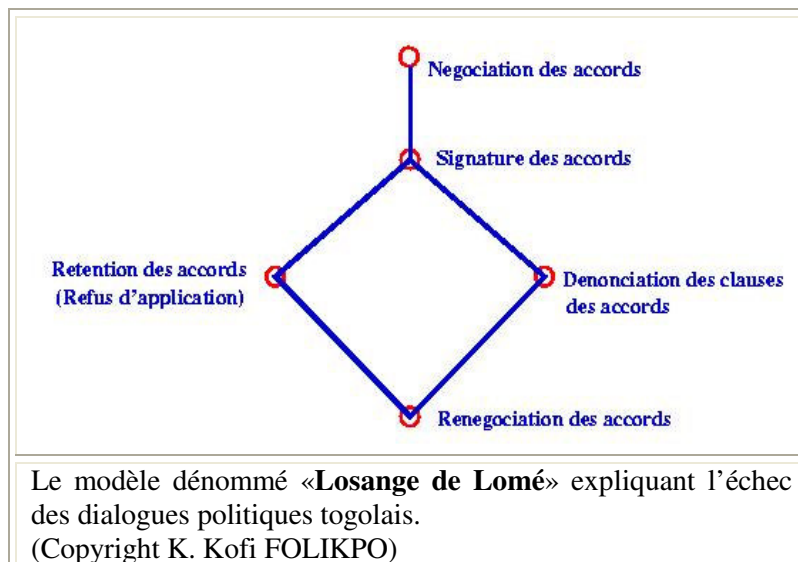 Negociation des accords
Signature des accords
Retention des accords
(Refus d'application)
Denonciation des clauses
des accords
Renegociation des accords
Le modèle dénommé «Losange de Lomé» expliquant l'échec
des dialogues politiques togolais.
(Copyright K. Kofi FOLIKPO)